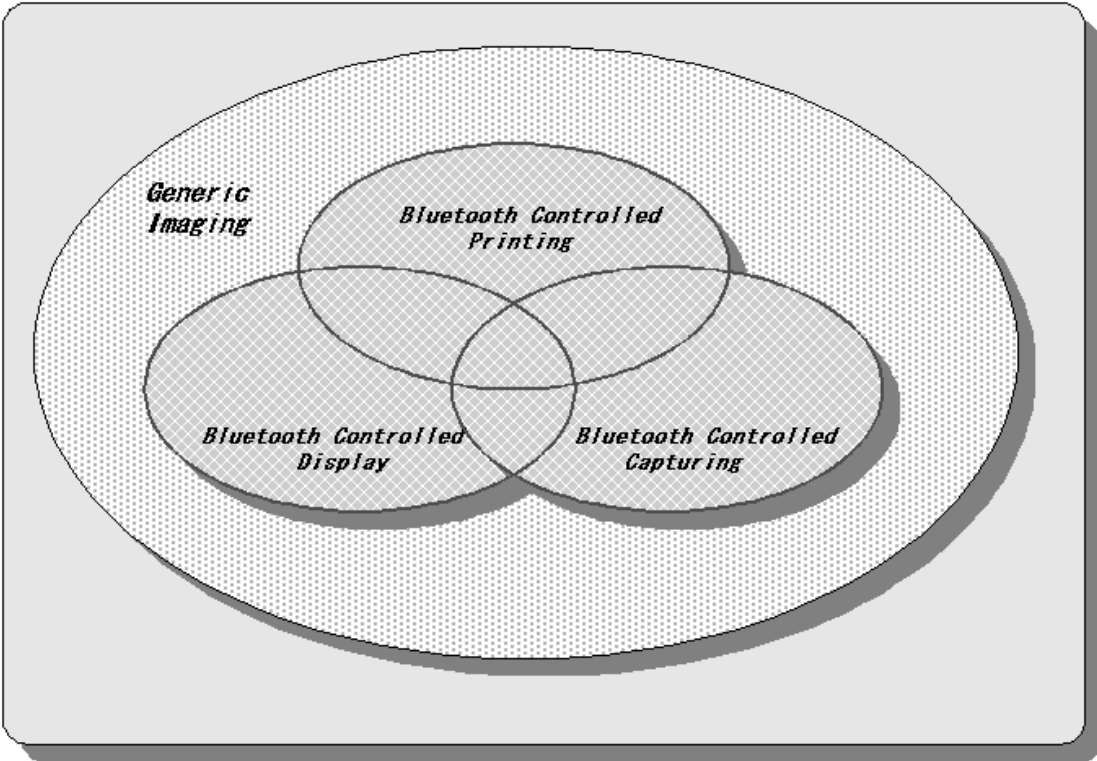 Generic
Imaging
Bluetooth Controlled
Printing
Bluetooth Controlled
Display
Bluetooth Controlled
Capturing